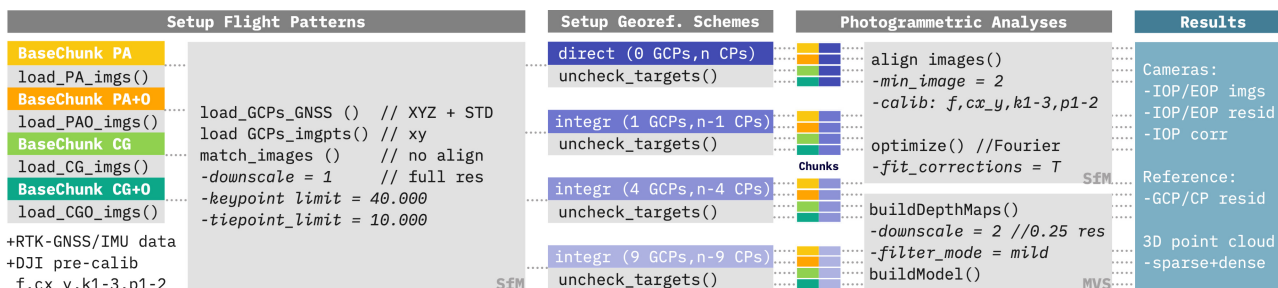 Setup Flight Patterns
BaseChunk PA
load_PA_imgs()
BaseChunk PA+O
load_PAO_imgs()
BaseChunk CG
load_CG_imgs()
BaseChunk CG+O
load_CGO_imgs()
+RTK-GNSS/IMU data
+DJI pre-calib
f,cx_y,k1-3,p1-2
load_GCPs_GNSS () // XYZ + STD
load GCPs_imgpts() // xy
match_images () // no align
-downscale = 1 // full res
-keypoint limit = 40.000
-tiepoint_limit = 10.000
SfM
Setup Georef. Schemes
direct (0 GCPs,n CPs)
uncheck_targets()
integr (1 GCPs,n-1 CPs)
uncheck_targets()
integr (4 GCPs,n-4 CPs)
uncheck_targets()
integr (9 GCPs,n-9 CPs)
uncheck_targets()
Photogrammetric Analyses
Chunks
align images()
-min_image = 2
-calib: f,cx_y,k1-3,p1-2
optimize() //Fourier
-fit_corrections = T
SfM
buildDepthMaps()
-downscale = 2 //0.25 res
-filter_mode = mild
buildModel()
MVS
Results
Cameras:
-IOP/EOP imgs
-IOP/EOP resid
-IOP corr
Reference:
-GCP/CP resid
3D point cloud
-sparse+dense